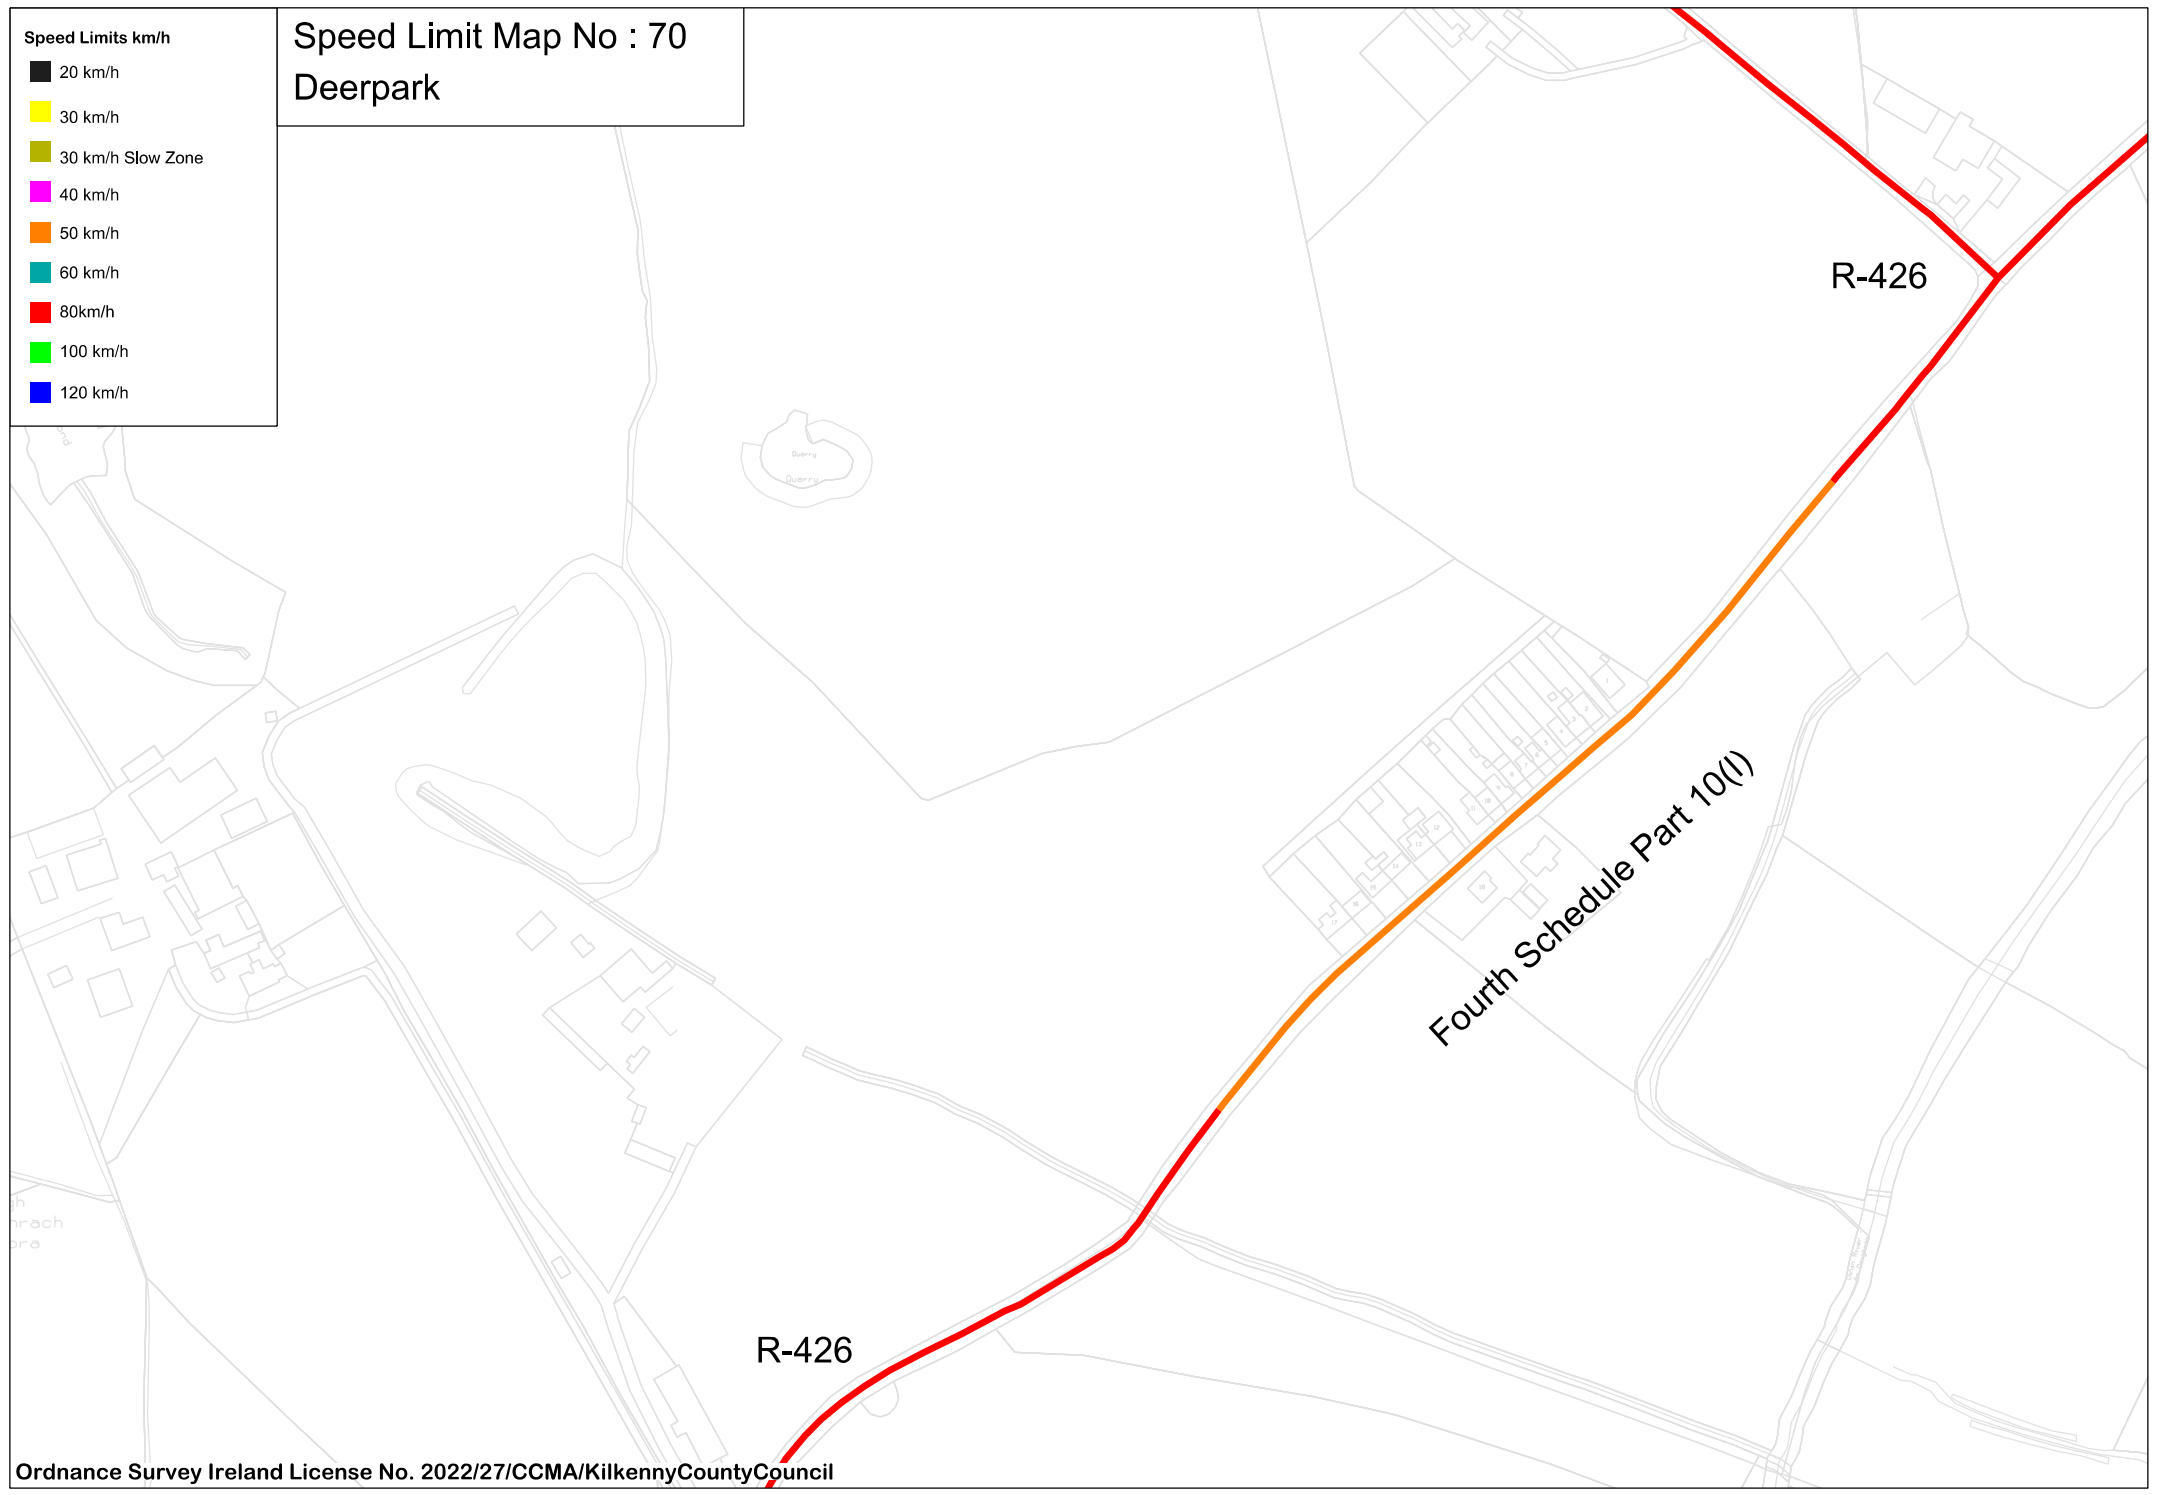 Speed Limits km/h
20 km/h
30 km/h
30 km/h Slow Zone
40 km/h
50 km/h
60 km/h
80km/h
100 km/h
120 km/h
Speed Limit Map No : 70
Deerpark
R-426
Quarry
Quarry
Fourth Schedule Part 10(I)
R-426
Ordnance Survey Ireland License No. 2022/27/CCMA/KilkennyCountyCouncil